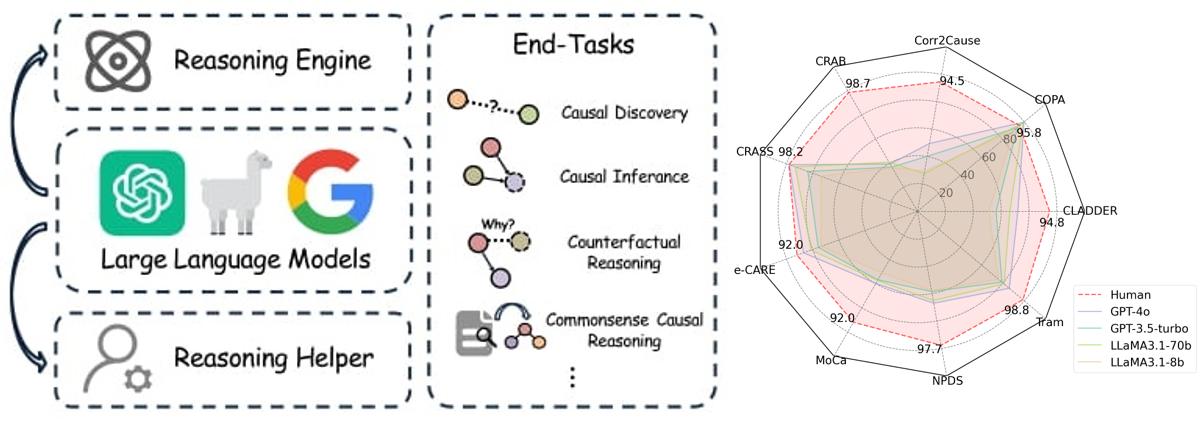 Reasoning Engine
Large Language Models
Reasoning Helper
End-Tasks
?
Causal Discovery
Causal Inference
Why?
Counterfactual
Reasoning
Commonsense Causal
Reasoning
Corr2Cause
CRAB
98.7
94.5
COPA
95.8
80
60
40
20
CRASS
98.2
CLADDER
94.8
92.0
e-CARE
92.0
MoCa
97.7
NPDS
98.8
Tram
Human
GPT-4o
GPT-3.5-turbo
LLaMA3.1-70b
LLaMA3.1-8b